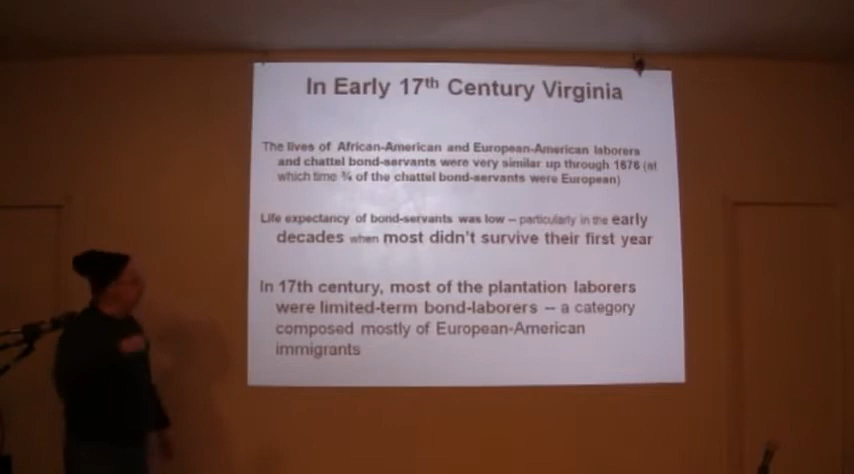 In Early 17th Century Virginia
The lives of African-American and European-American laborers
and chattel bond-servants were very similar up through 1676 (at
which time ¾ of the chattel bond-servants were European)
Life expectancy of bond-servants was low – particularly in the early
decades when most didn't survive their first year
In 17th century, most of the plantation laborers
were limited-term bond-laborers – a category
composed mostly of European-American
immigrants